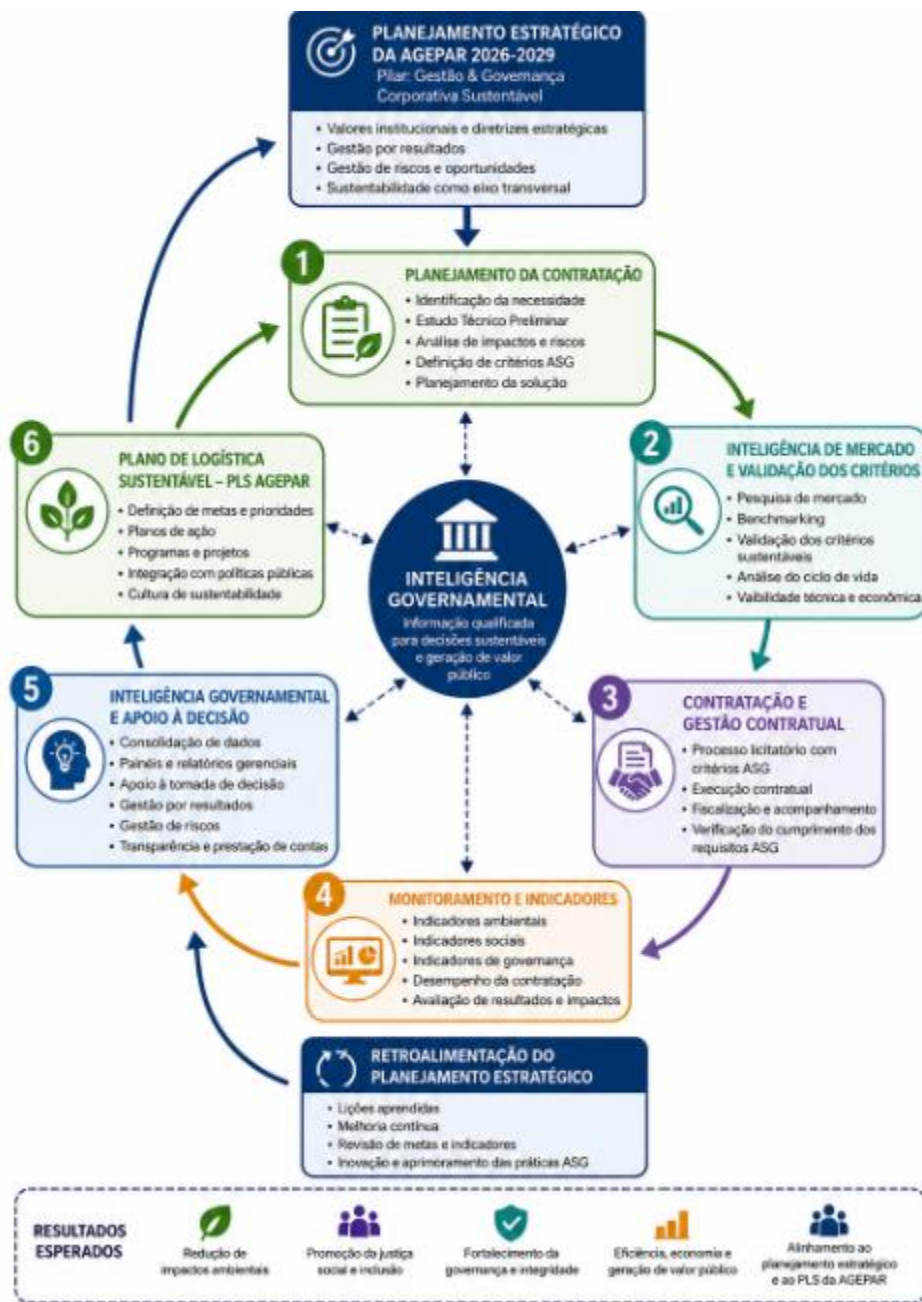 PLANEJAMENTO ESTRATÉGICO
DA AGEPAR 2026-2029
Pilar: Gestão & Governança
Corporativa Sustentável
• Valores institucionais e diretrizes estratégicas
• Gestão por resultados
• Gestão de riscos e oportunidades
• Sustentabilidade como eixo transversal
1
PLANEJAMENTO DA CONTRATAÇÃO
• Identificação da necessidade
• Estudo Técnico Preliminar
• Análise de impactos e riscos
• Definição de critérios ASG
• Planejamento da solução
2
INTELIGÊNCIA DE MERCADO
E VALIDAÇÃO DOS CRITÉRIOS
• Pesquisa de mercado
• Benchmarking
• Validação dos critérios
sustentáveis
• Análise do ciclo de vida
• Vaibilidade técnica e econômica
3
CONTRATAÇÃO E
GESTÃO CONTRATUAL
• Processo licitatório com
critérios ASG
• Execução contratual
• Fiscalização e acompanhamento
• Verificação do cumprimento dos
requisitos ASG
4
MONITORAMENTO E INDICADORES
• Indicadores ambientais
• Indicadores sociais
• Indicadores de governança
• Desempenho da contratação
• Avaliação de resultados e impactos
5
INTELIGÊNCIA GOVERNAMENTAL
E APOIO À DECISÃO
• Consolidação de dados
• Painéis e relatórios gerenciais
• Apoio à tomada de decisão
• Gestão por resultados
• Gestão de riscos
• Transparência e prestação de contas
6
PLANO DE LOGÍSTICA
SUSTENTÁVEL – PLS AGEPAR
• Definição de metas e prioridades
• Planos de ação
• Programas e projetos
• Integração com políticas públicas
• Cultura de sustentabilidade
INTELIGÊNCIA
GOVERNAMENTAL
Informação qualificada
para decisões sustentáveis
e geração de valor
público
RETROALIMENTAÇÃO DO
PLANEJAMENTO ESTRATÉGICO
• Lições aprendidas
• Melhoria contínua
• Revisão de metas e indicadores
• Inovação e aprimoramento das práticas ASG
RESULTADOS
ESPERADOS
Redução de
impactos ambientais
Promoção da justiça
social e inclusão
Fortalecimento da
governança e integridade
Eficiência, economia e
geração de valor público
Alinhamento ao
planejamento estratégico
e ao PLS da AGEPAR